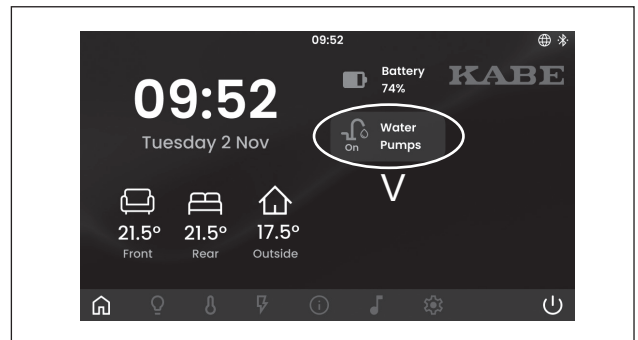 09:52
Battery
74%
KABE
09:52
Tuesday 2 Nov
On
Water
Pumps
V
21.5°
21.5°
17.5°
Front
Rear
Outside